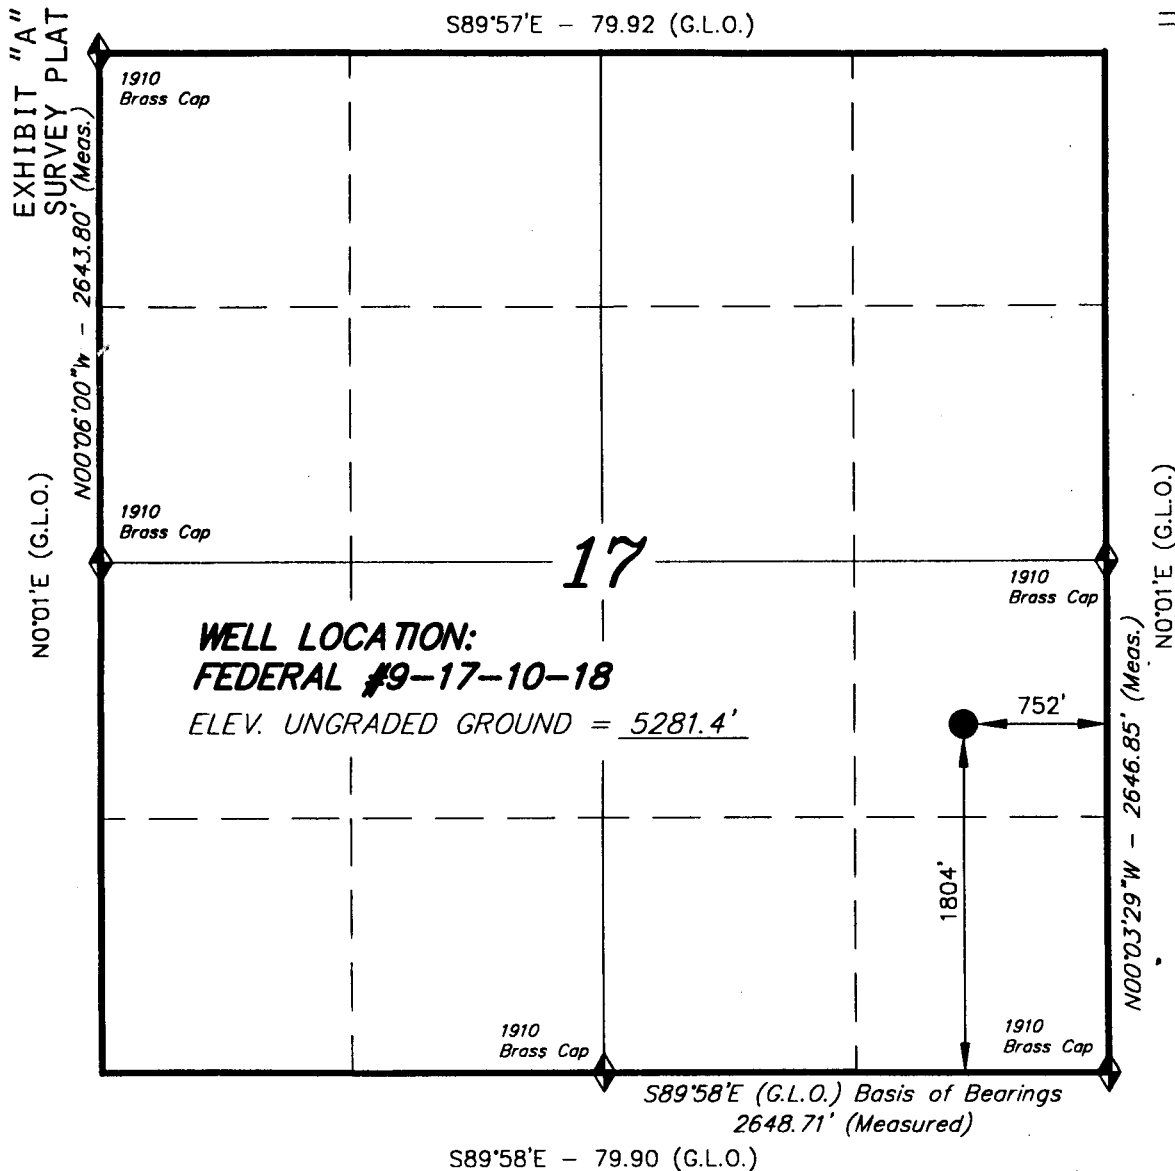 EXHIBIT "A"
SURVEY PLAT
S89°57'E - 79.92 (G.L.O.)
1910
Brass Cap
N00°06'00"W - 2643.80' (Meas.)
N0°01'E (G.L.O.)
1910
Brass Cap
17
1910
Brass Cap
N0°01'E (G.L.O.)
WELL LOCATION:
FEDERAL #9-17-10-18
ELEV. UNGRADED GROUND = 5281.4'
752'
1804'
N00°03'29"W - 2646.85' (Meas.)
1910
Brass Cap
1910
Brass Cap
S89°58'E (G.L.O.) Basis of Bearings
2648.71' (Measured)
S89°58'E - 79.90 (G.L.O.)